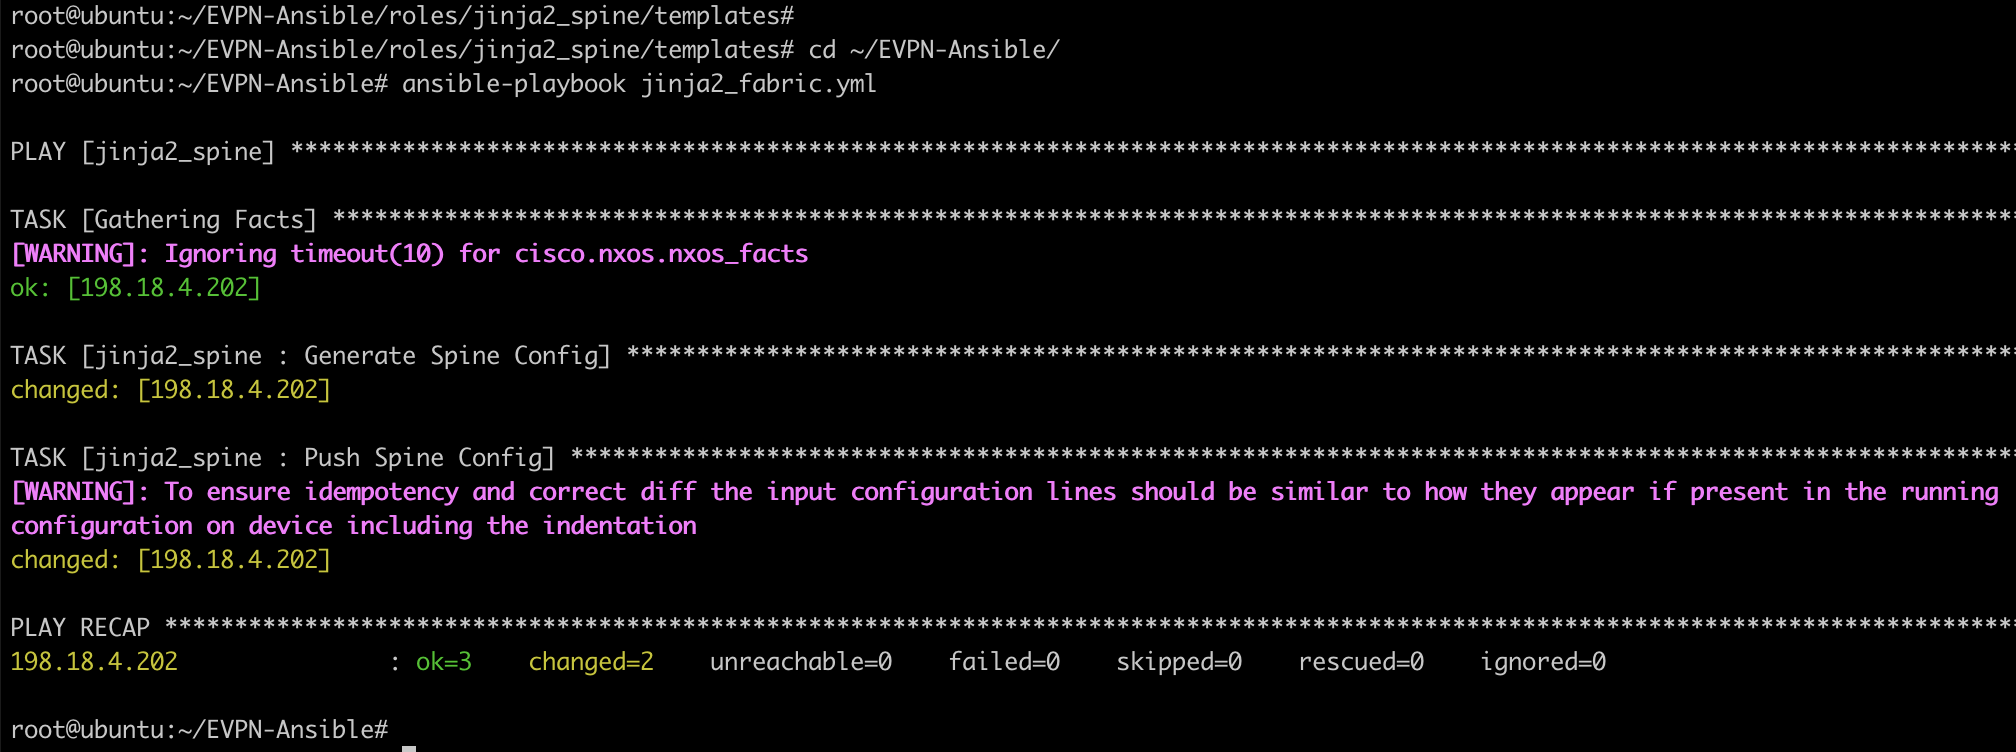 root@ubuntu:~/EVPN-Ansible/roles/jinja2_spine/templates#
root@ubuntu:~/EVPN-Ansible/roles/jinja2_spine/templates# cd ~/EVPN-Ansible/
root@ubuntu:~/EVPN-Ansible# ansible-playbook jinja2_fabric.yml
PLAY [jinja2_spine] ***************************************************************************************************************************
TASK [Gathering Facts] ************************************************************************************************************************
[WARNING]: Ignoring timeout(10) for cisco.nxos.nxos_facts
ok: [198.18.4.202]
TASK [jinja2_spine : Generate Spine Config] ***************************************************************************************************
changed: [198.18.4.202]
TASK [jinja2_spine : Push Spine Config] *******************************************************************************************************
[WARNING]: To ensure idempotency and correct diff the input configuration lines should be similar to how they appear if present in the running
configuration on device including the indentation
changed: [198.18.4.202]
PLAY RECAP ************************************************************************************************************************************
198.18.4.202               : ok=3    changed=2    unreachable=0    failed=0    skipped=0    rescued=0    ignored=0
root@ubuntu:~/EVPN-Ansible#